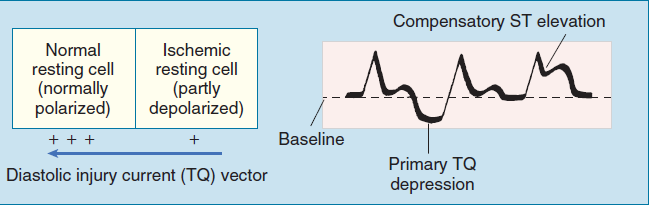 Compensatory ST elevation
Normal
resting cell
(normally
polarized)
Ischemic
resting cell
(partly
depolarized)
+ + +
+
Baseline
Diastolic injury current (TQ) vector
Primary TQ
depression